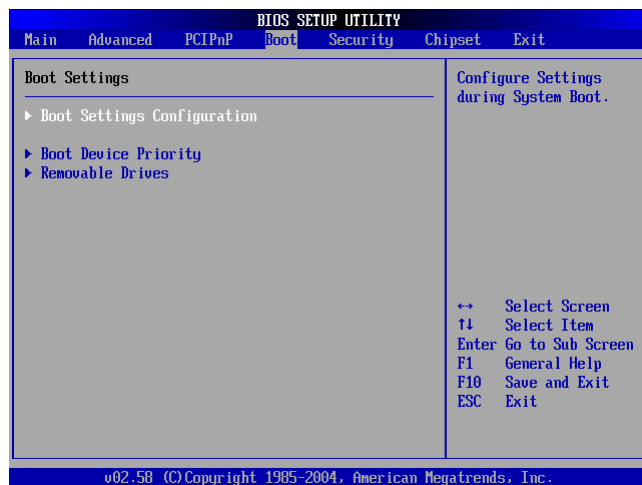 BIOS SETUP UTILITY
Main Advanced PCIPnP Boot Security Chipset Exit
Boot Settings
▶ Boot Settings Configuration
▶ Boot Device Priority
▶ Removable Drives
Configure Settings
during System Boot.
↔ Select Screen
↑↓ Select Item
Enter Go to Sub Screen
F1 General Help
F10 Save and Exit
ESC Exit
v02.58 (C)Copyright 1985-2004, American Megatrends, Inc.